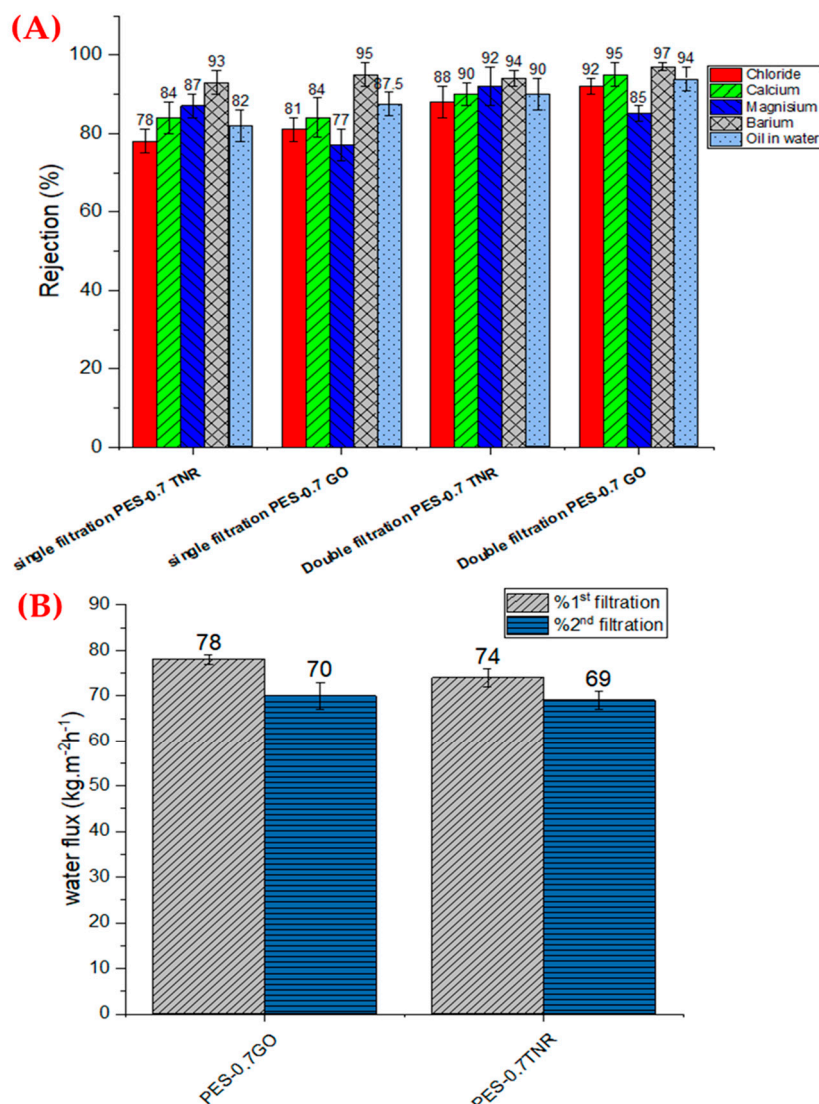 (A)
100
80
60
40
20
0
Rejection (%)
78 84 87 93 82
81 84 77 95 87.5
88 90 92 94 90
92 95 85 97 94
Chloride
Calcium
Magnisium
Barium
Oil in water
single filtration PES-0.7 TNR
single filtration PES-0.7 GO
Double filtration PES-0.7 TNR
Double filtration PES-0.7 GO
(B)
90
80
70
60
50
40
30
20
10
0
water flux (kg.m⁻²h⁻¹)
%1ˢᵗ filtration
%2ⁿᵈ filtration
78 70
74 69
PES-0.7GO
PES-0.7TNR